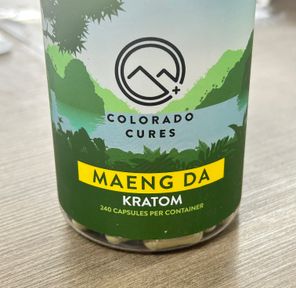 COLORADO
CURES
MAENG DA
KRATOM
240 CAPSULES PER CONTAINER